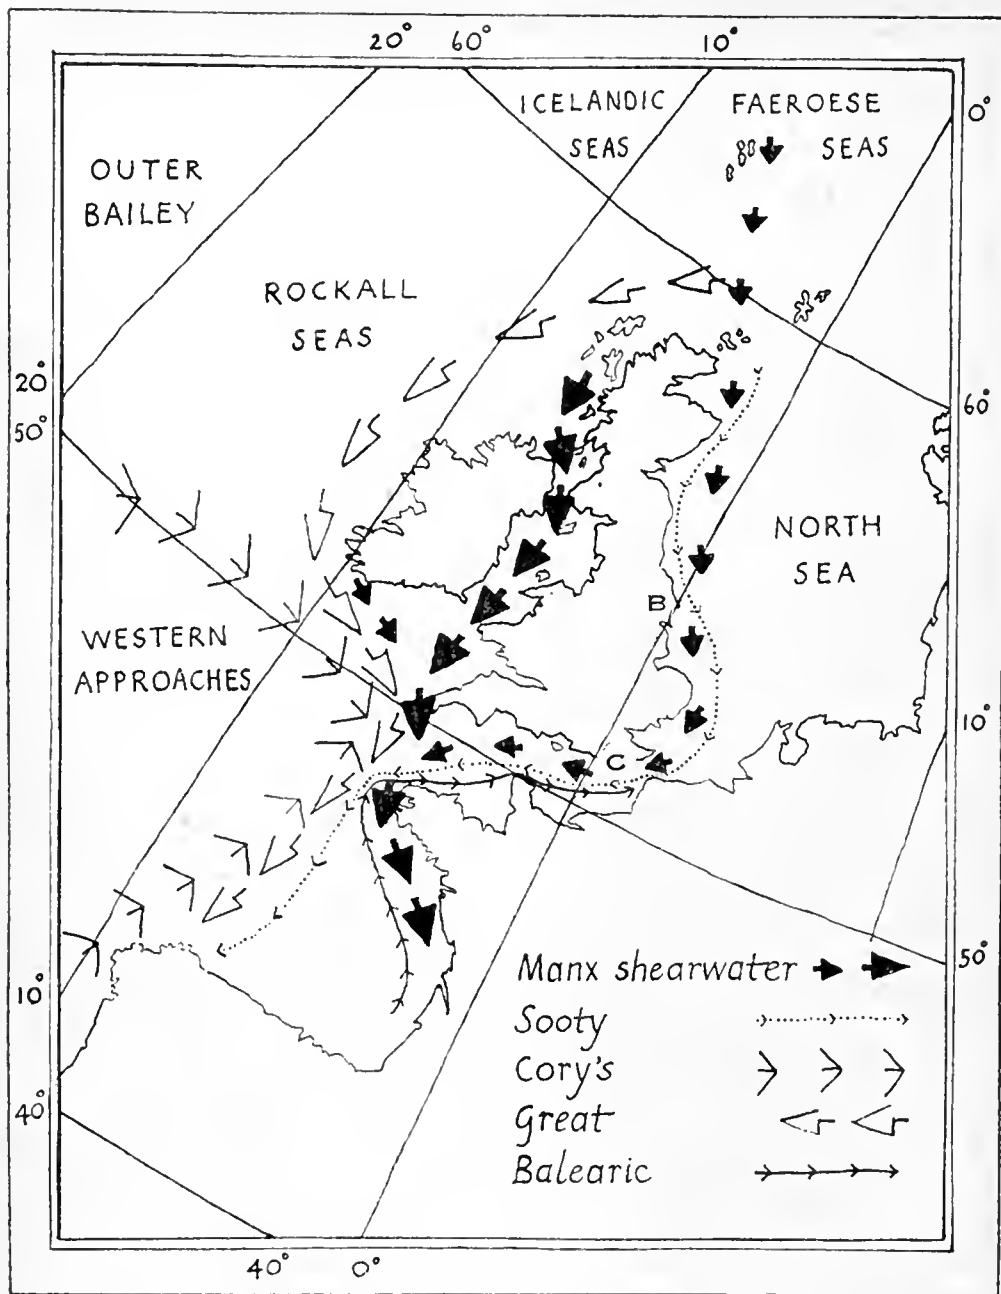 20° 60° 10°
ICELANDIC
SEAS
FAEROESE
SEAS
0°
OUTER
BAILEY
ROCKALL
SEAS
20°
50°
60°
NORTH
SEA
B
WESTERN
APPROACHES
10°
C
50°
10°
40°
Manx shearwater
Sooty
Cory's
Great
Balearic
40° 0°